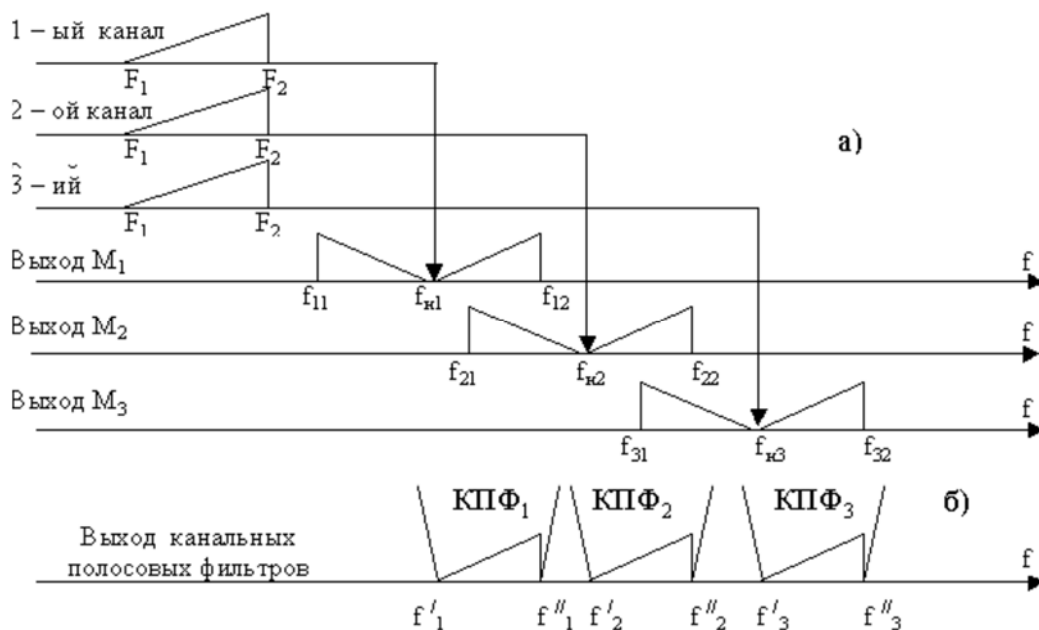 1 – ый канал
F₁ F₂
2 – ой канал
а)
F₁ F₂
3 – ий
F₁ F₂
Выход М₁ f
f₁₁ fн1 f₁₂
Выход М₂ f
f₂₁ fн2 f₂₂
Выход М₃ f
f₃₁ fн3 f₃₂
КПФ₁ КПФ₂ КПФ₃ б)
Выход канальных f
полосовых фильтров
f′₁ f″₁ f′₂ f″₂ f′₃ f″₃